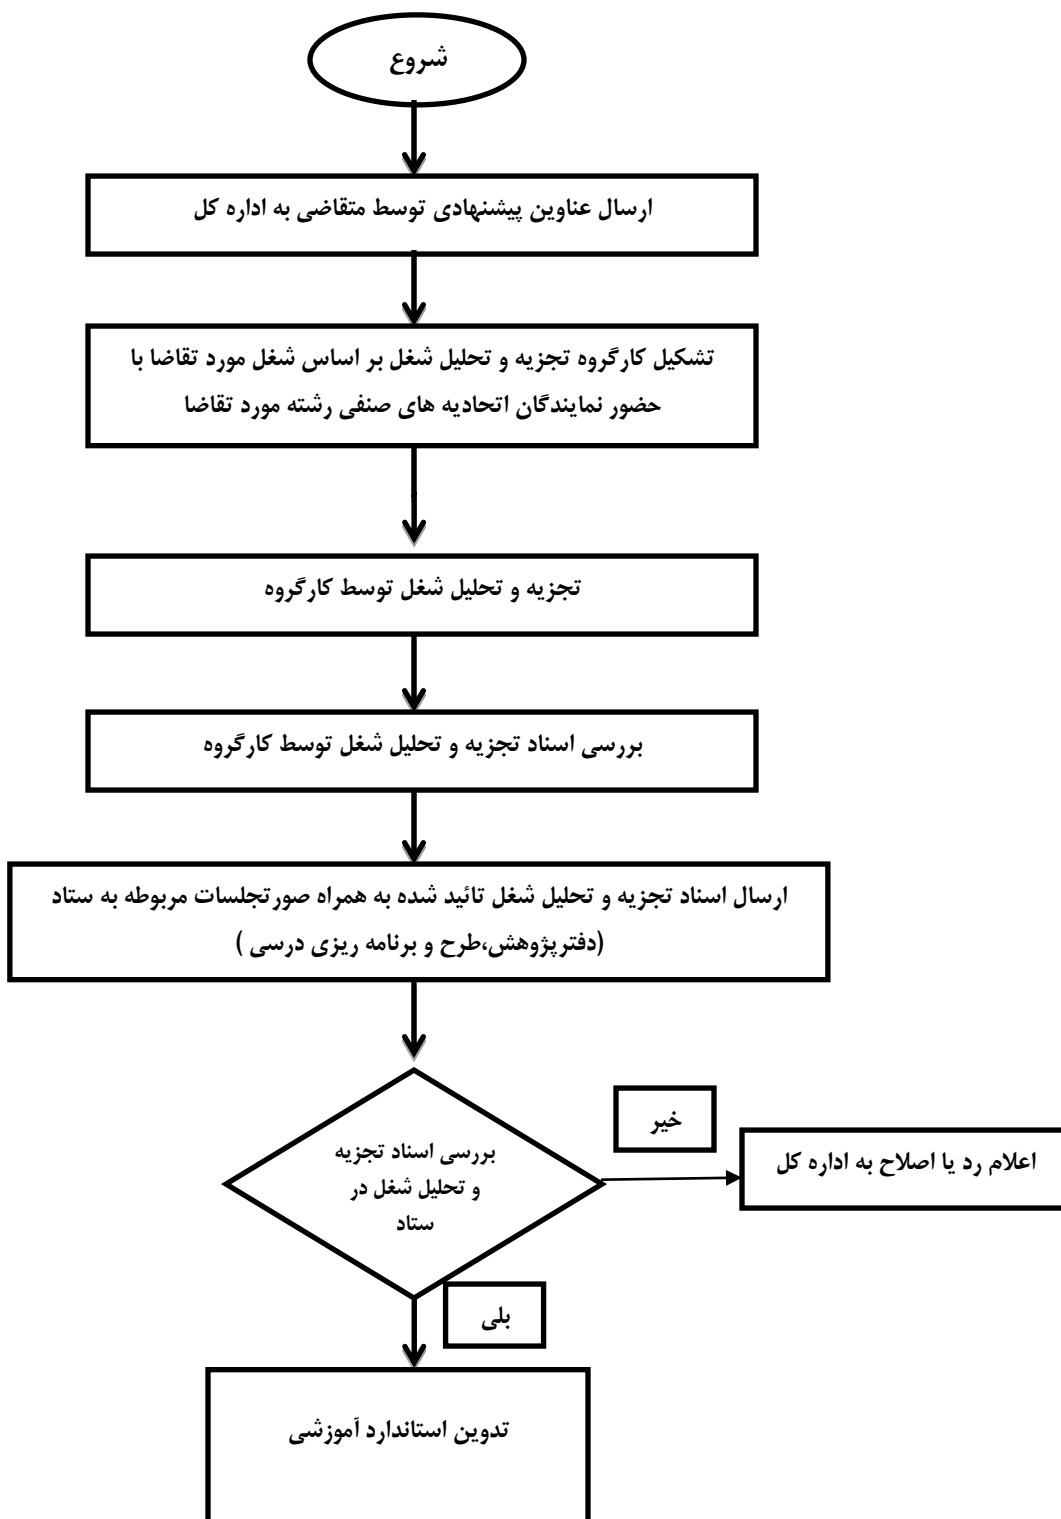 شروع
ارسال عناوین پیشنهادی توسط متقاضی به اداره کل
تشکیل کارگروه تجزیه و تحلیل شغل بر اساس شغل مورد تقاضا با
حضور نمایندگان اتحادیه های صنفی رشته مورد تقاضا
تجزیه و تحلیل شغل توسط کارگروه
بررسی اسناد تجزیه و تحلیل شغل توسط کارگروه
ارسال اسناد تجزیه و تحلیل شغل تائید شده به همراه صورتجلسات مربوطه به ستاد
(دفترپژوهش،طرح و برنامه ریزی درسی )
خیر
بررسی اسناد تجزیه
و تحلیل شغل در
ستاد
اعلام رد یا اصلاح به اداره کل
بلی
تدوین استاندارد آموزشی